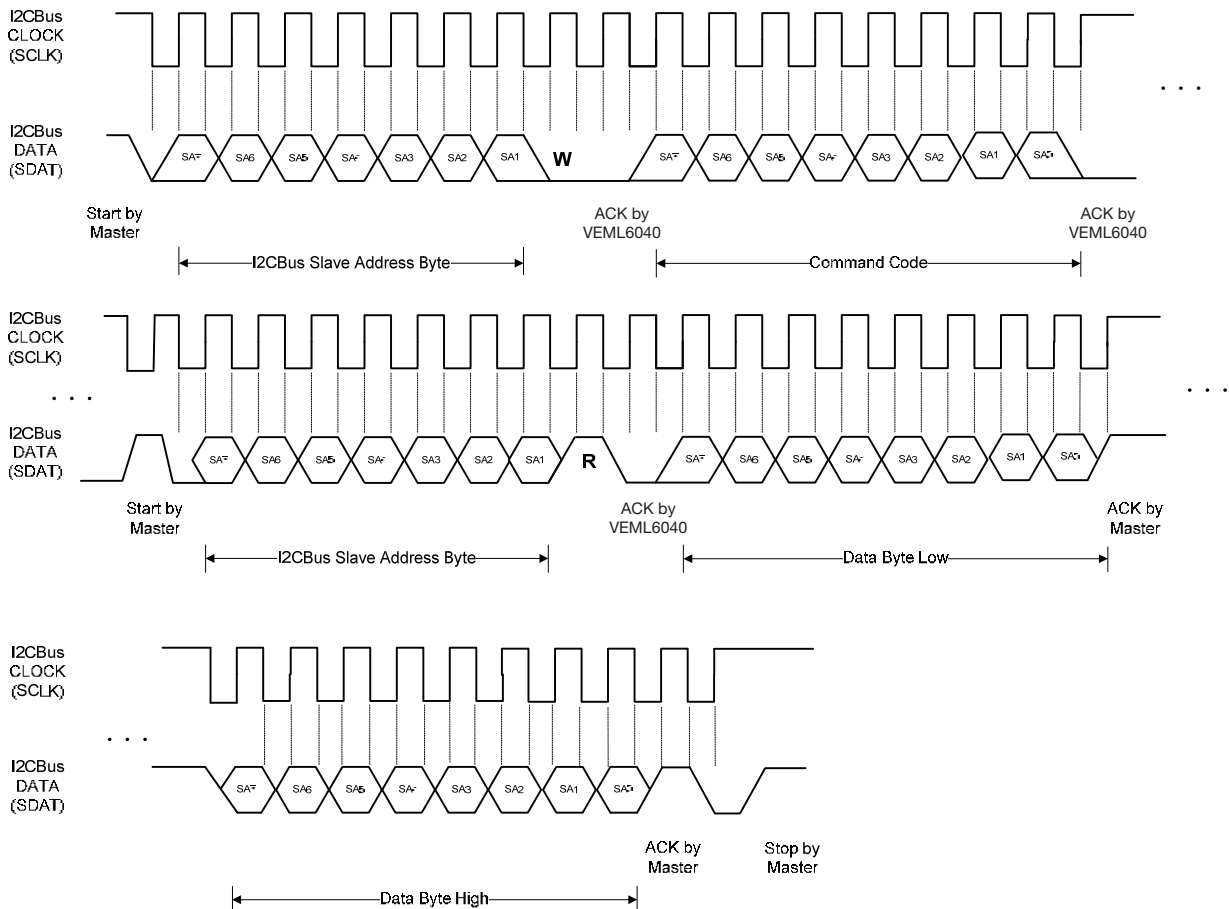 I2CBus
CLOCK
(SCLK)
. . .
I2CBus
DATA
(SDAT)
SA6 SA5 SA3 SA2 SA1 W SA6 SA5 SA3 SA2 SA1
Start by
Master
ACK by
VEML6040
ACK by
VEML6040
I2CBus Slave Address Byte
Command Code
I2CBus
CLOCK
(SCLK)
. . .
. . .
I2CBus
DATA
(SDAT)
SA6 SA5 SA3 SA2 SA1 R SA6 SA5 SA3 SA2 SA1
Start by
Master
ACK by
VEML6040
ACK by
Master
I2CBus Slave Address Byte
Data Byte Low
I2CBus
CLOCK
(SCLK)
. . .
I2CBus
DATA
(SDAT)
SA6 SA5 SA3 SA2 SA1
ACK by
Master
Stop by
Master
Data Byte High